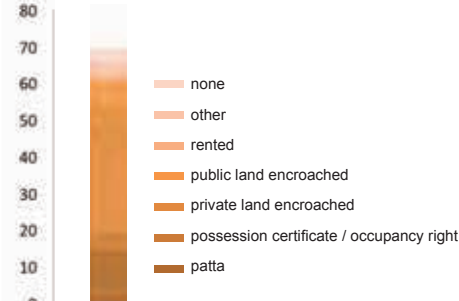 80
70
60
50
40
30
20
10
none
other
rented
public land encroached
private land encroached
possession certificate / occupancy right
patta